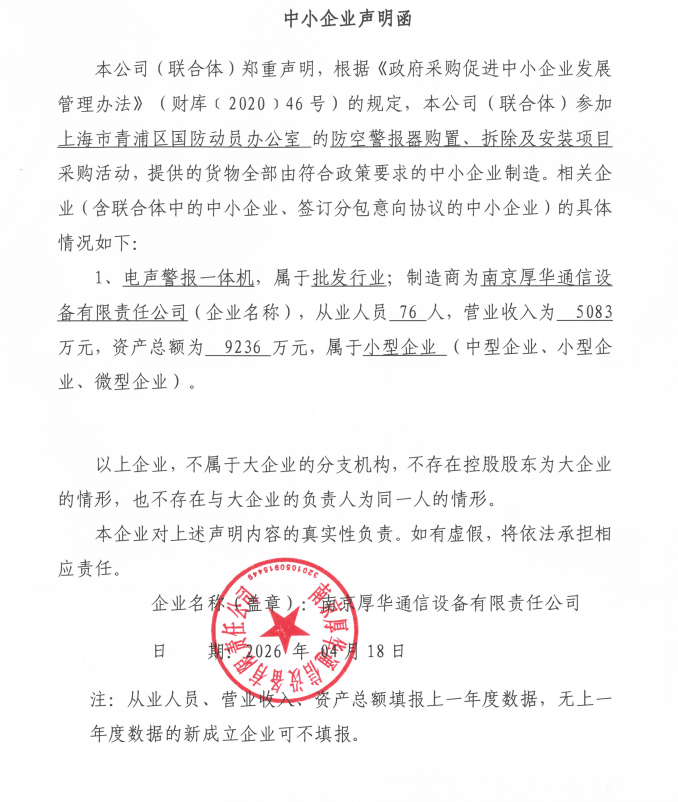 中小企业声明函
本公司（联合体）郑重声明，根据《政府采购促进中小企业发展
管理办法》（财库﹝2020﹞46 号）的规定，本公司（联合体）参加
上海市青浦区国防动员办公室 的防空警报器购置、拆除及安装项目
采购活动，提供的货物全部由符合政策要求的中小企业制造。相关企
业（含联合体中的中小企业、签订分包意向协议的中小企业）的具体
情况如下：
1、电声警报一体机，属于批发行业；制造商为南京厚华通信设
备有限责任公司（企业名称），从业人员 76 人，营业收入为 5083
万元，资产总额为 9236 万元，属于小型企业 （中型企业、小型企
业、微型企业）。
以上企业，不属于大企业的分支机构，不存在控股股东为大企业
的情形，也不存在与大企业的负责人为同一人的情形。
本企业对上述声明内容的真实性负责。如有虚假，将依法承担相
应责任。
企业名称（盖章）：南京厚华通信设备有限责任公司
日 期：2026 年 04 月 18 日
南京厚华通信设备有限责任公司
3201050915449
注：从业人员、营业收入、资产总额填报上一年度数据，无上一
年度数据的新成立企业可不填报。